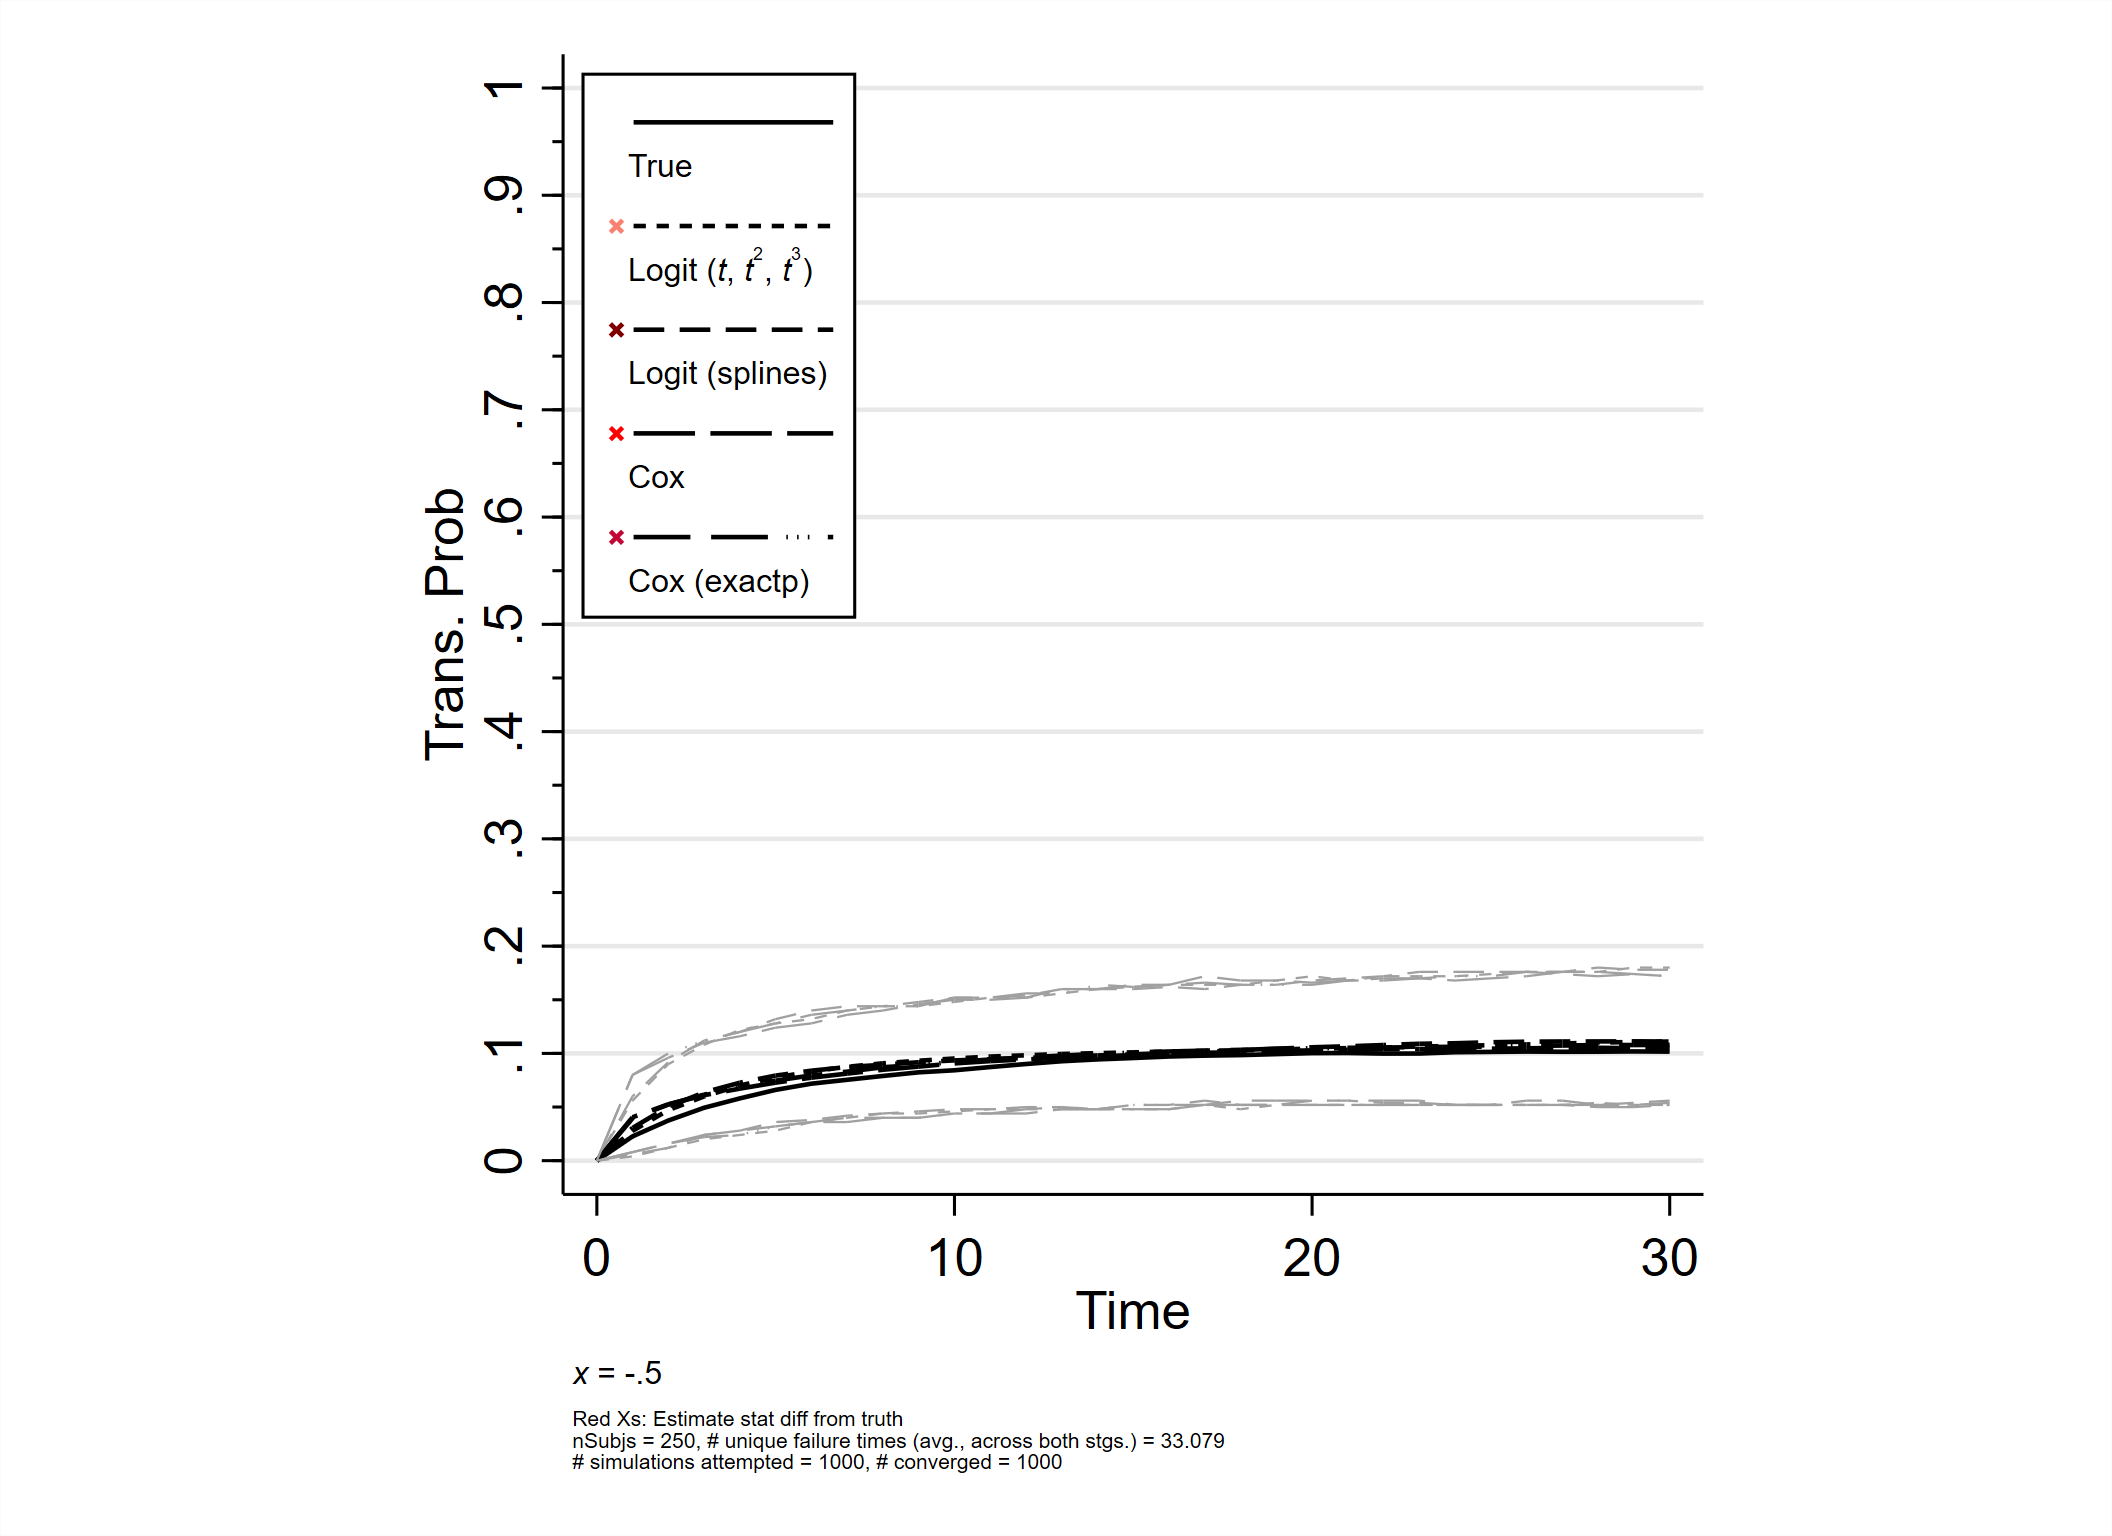 1
.9
.8
.7
.6
.5
.4
.3
.2
.1
0
Trans. Prob
True
Logit (t, t², t³)
Logit (splines)
Cox
Cox (exactp)
0 10 20 30
Time
x = -.5
Red Xs: Estimate stat diff from truth
nSubjs = 250, # unique failure times (avg., across both stgs.) = 33.079
# simulations attempted = 1000, # converged = 1000